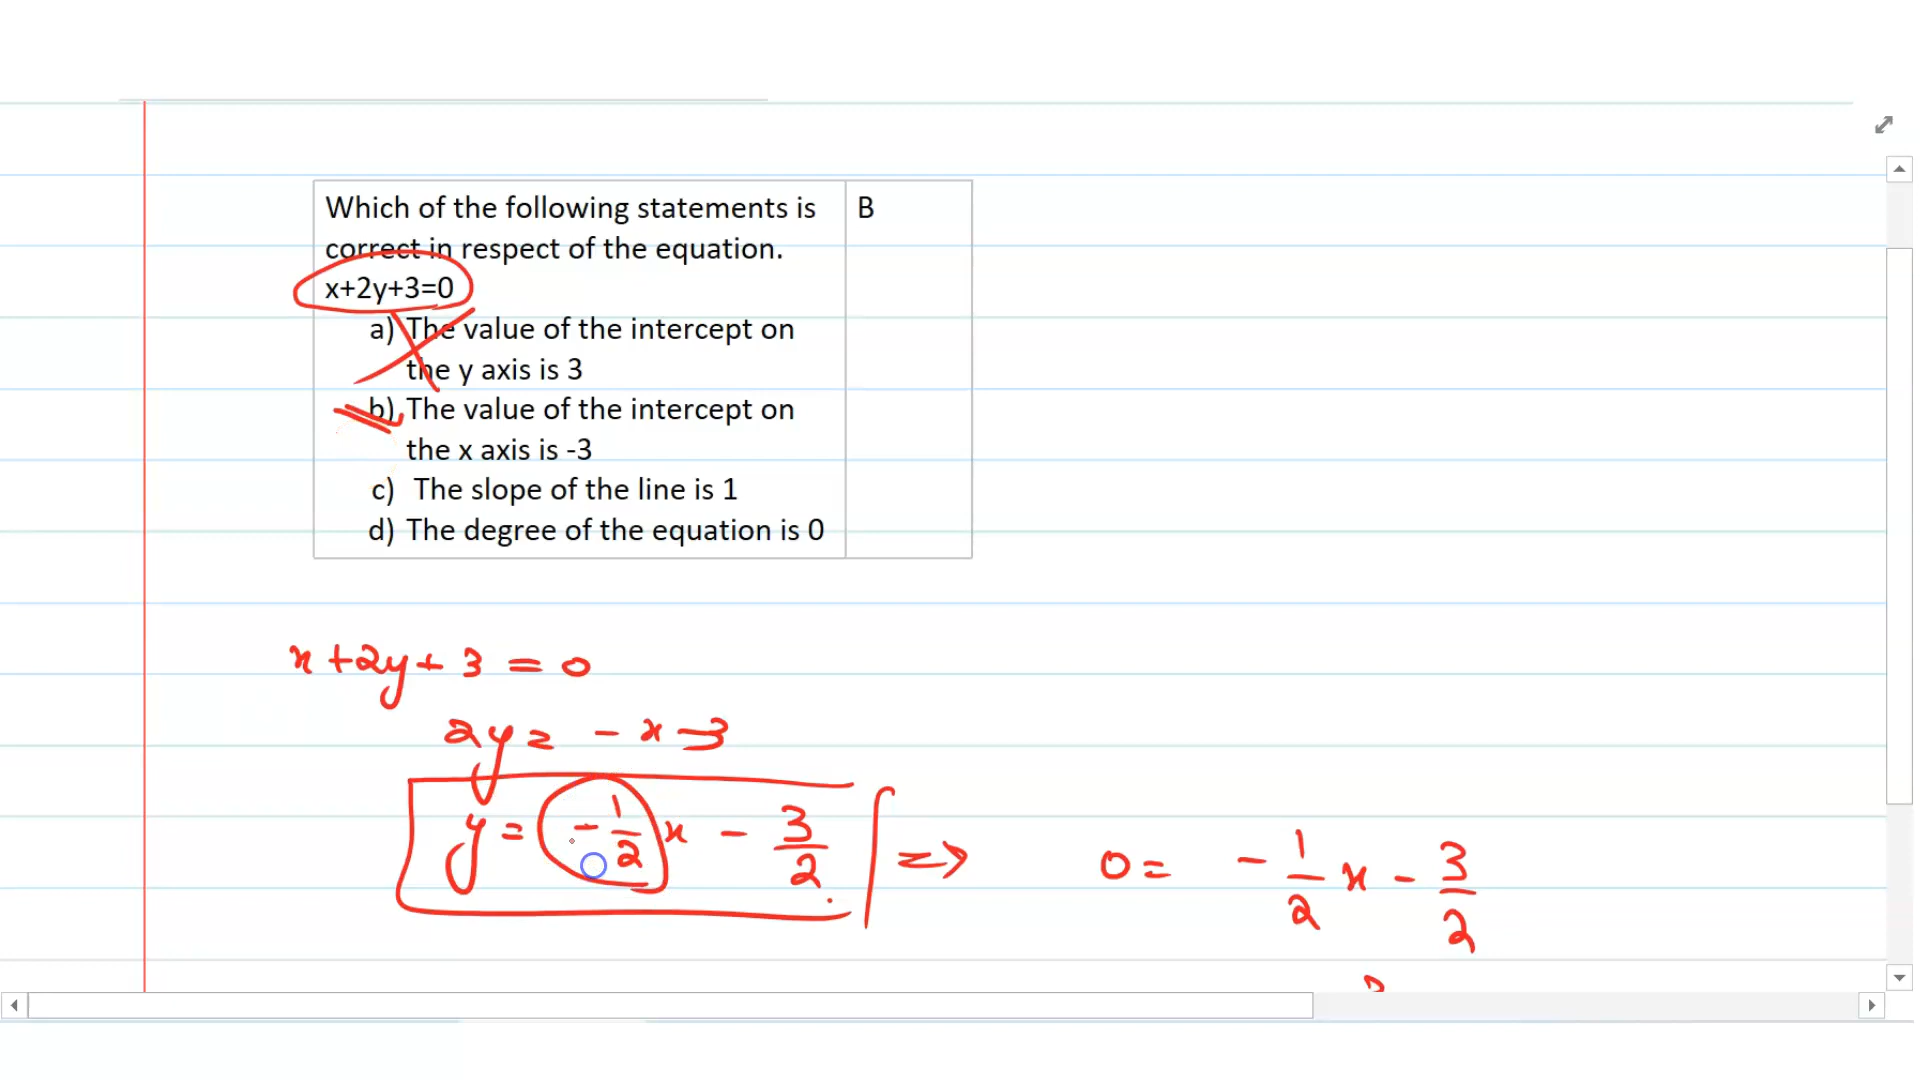 Which of the following statements is
B
correct in respect of the equation.
x+2y+3=0
a) The value of the intercept on
the y axis is 3
b) The value of the intercept on
the x axis is -3
c) The slope of the line is 1
d) The degree of the equation is 0
x + 2y + 3 = 0
2y = - x - 3
y = - 1/2 x - 3/2 => 0 = - 1/2 x - 3/2